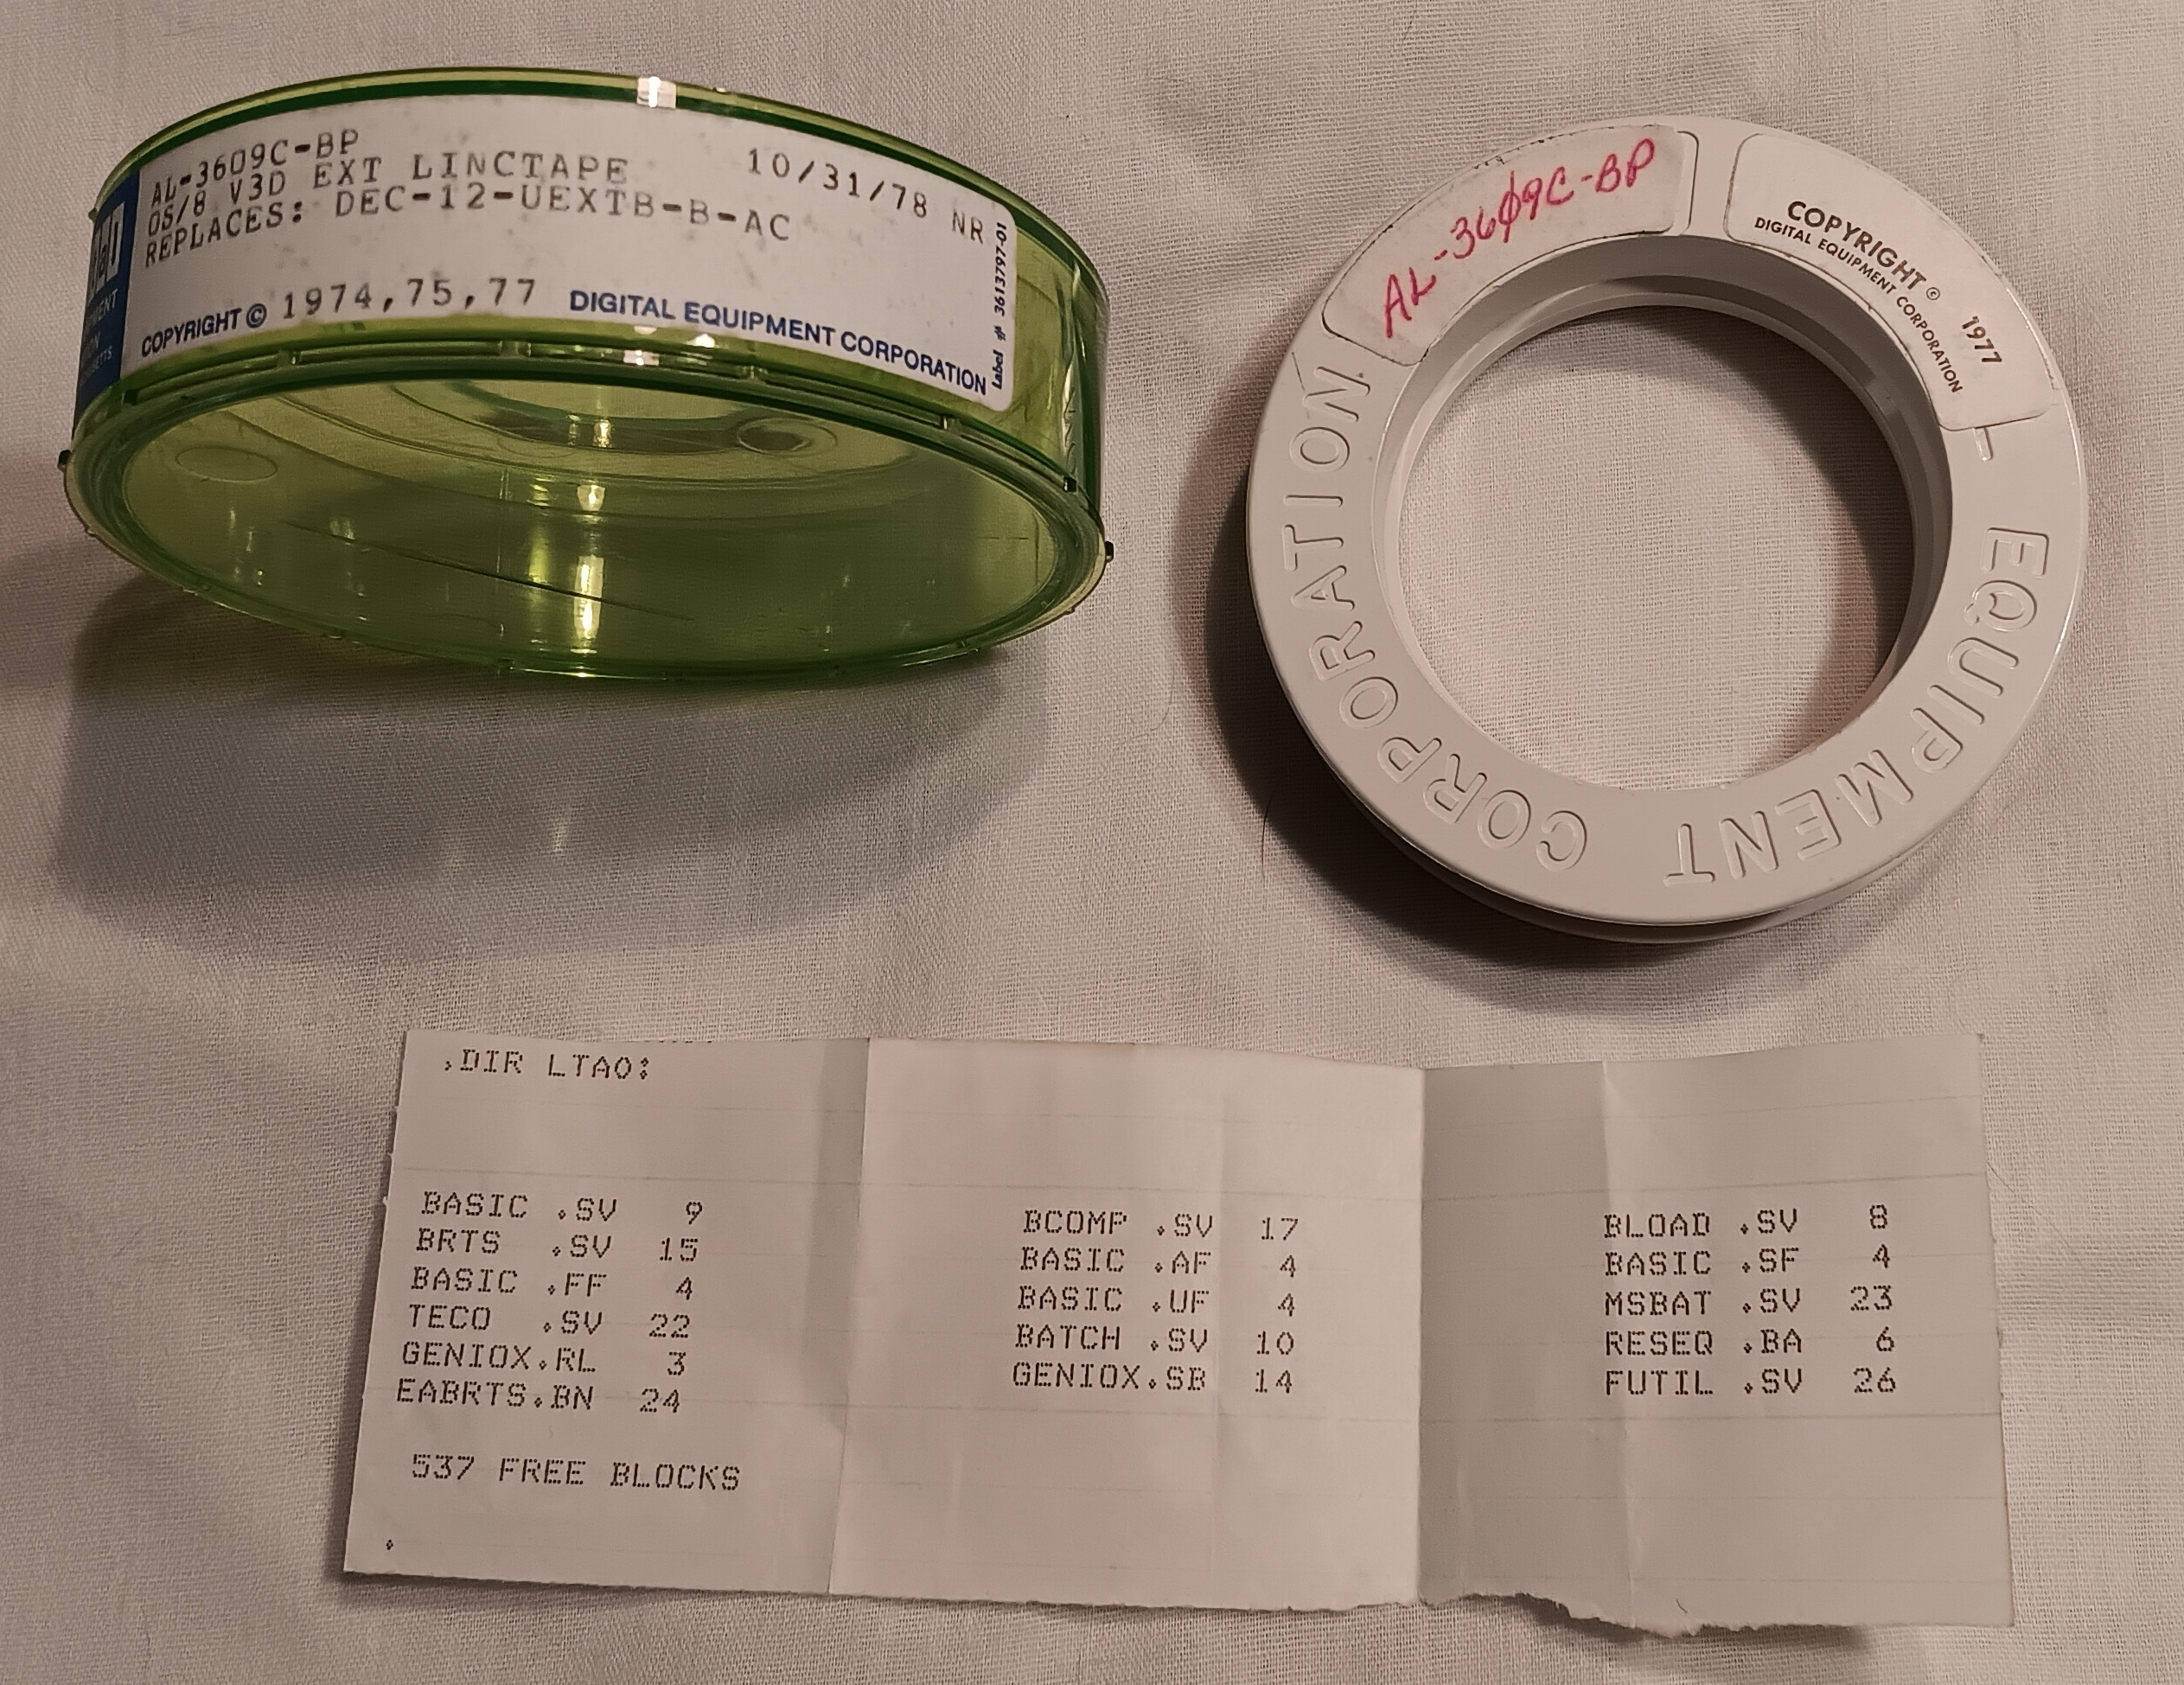 AL-3609C-BP 10/31/78 NR
OS/8 V3D EXT LINCTAPE
REPLACES: DEC-12-UEXTB-B-AC
COPYRIGHT © 1974,75,77 DIGITAL EQUIPMENT CORPORATION
Label # 3613797-01
AL-36Ø9C-BP
COPYRIGHT © 1977
DIGITAL EQUIPMENT CORPORATION
EQUIPMENT CORPORATION
.DIR LTA0:
BASIC .SV 9 BCOMP .SV 17 BLOAD .SV 8
BRTS .SV 15 BASIC .AF 4 BASIC .SF 4
BASIC .FF 4 BASIC .UF 4 MSBAT .SV 23
TECO .SV 22 BATCH .SV 10 RESEQ .BA 6
GENIOX.RL 3 GENIOX.SB 14 FUTIL .SV 26
EABRTS.BN 24
537 FREE BLOCKS
.